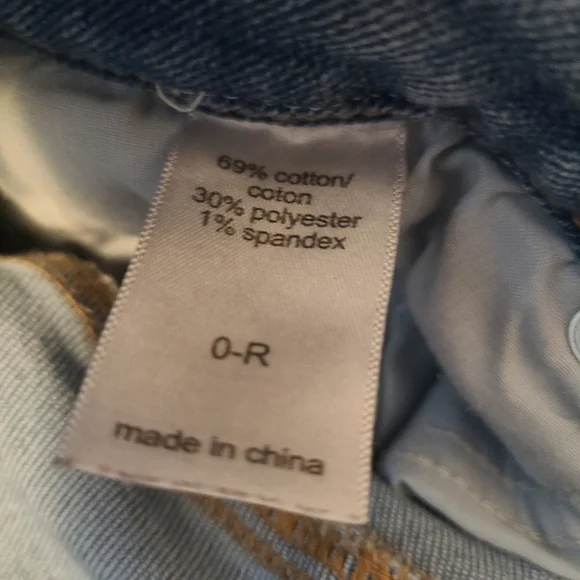 69% cotton/
coton
30% polyester
1% spandex
0-R
made in china